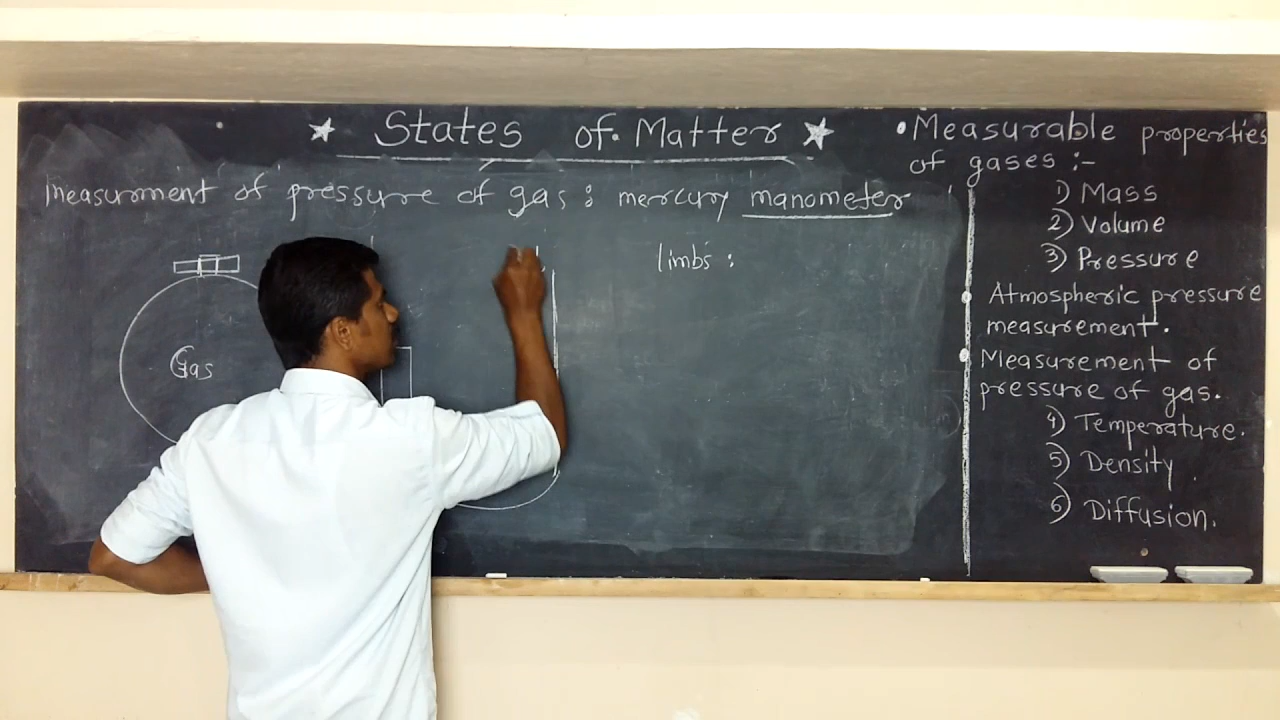 ★ States of Matter ★
measurment of pressure of gas : mercury manometer
limbs :
Gas
• Measurable properties
of gases :-
1) Mass
2) Volume
3) Pressure
Atmospheric pressure
measurement.
Measurement of
pressure of gas.
4) Temperature.
5) Density.
6) Diffusion.